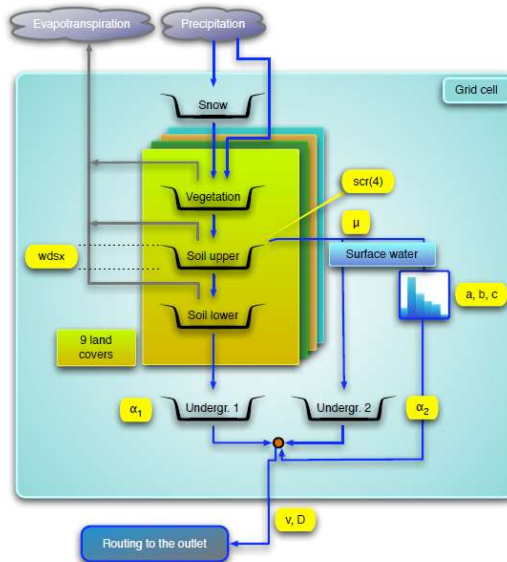 Evapotranspiration
Precipitation
Grid cell
Snow
scr(4)
Vegetation
μ
wdsx
Soil upper
Surface water
a, b, c
Soil lower
9 land
covers
α1
Undergr. 1
Undergr. 2
α2
v, D
Routing to the outlet